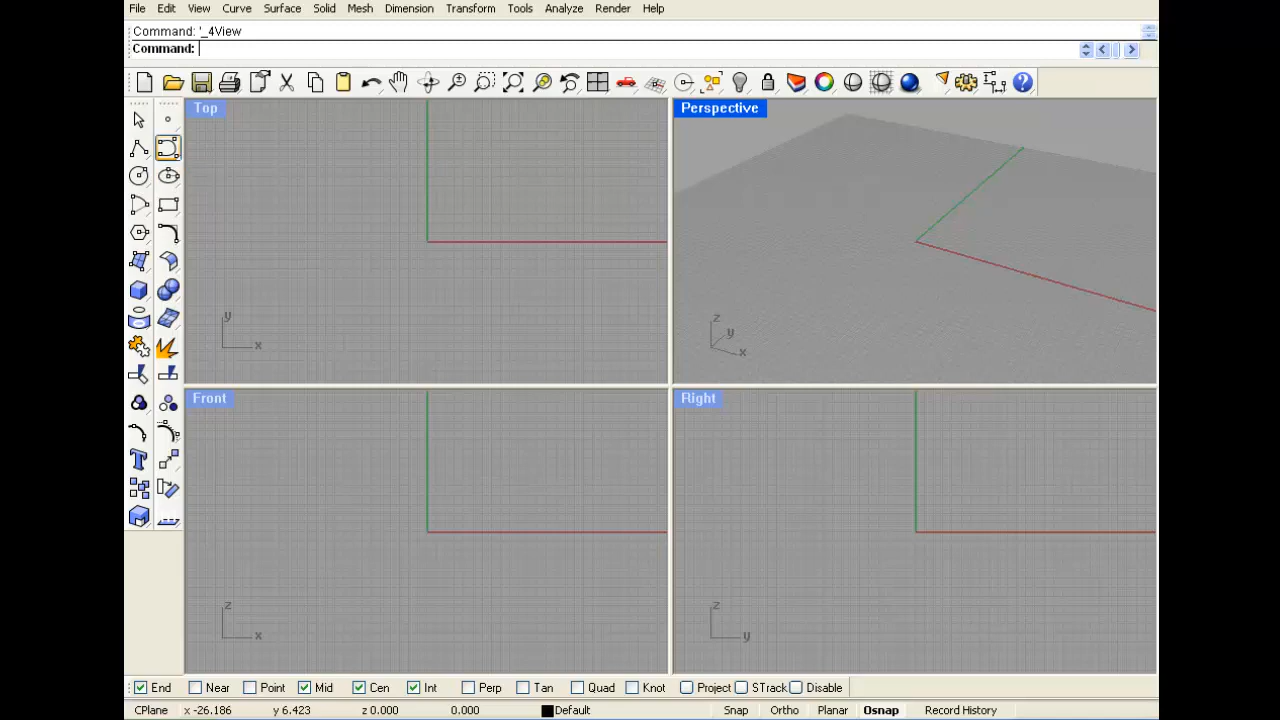 File Edit View Curve Surface Solid Mesh Dimension Transform Tools Analyze Render Help
Command: '_4View
Command:
Top
Perspective
y
x
z
y
x
Front
Right
z
x
z
y
End Near Point Mid Cen Int Perp Tan Quad Knot Project STrack Disable
CPlane x -26.186 y 6.423 z 0.000 0.000 Default Snap Ortho Planar Osnap Record History